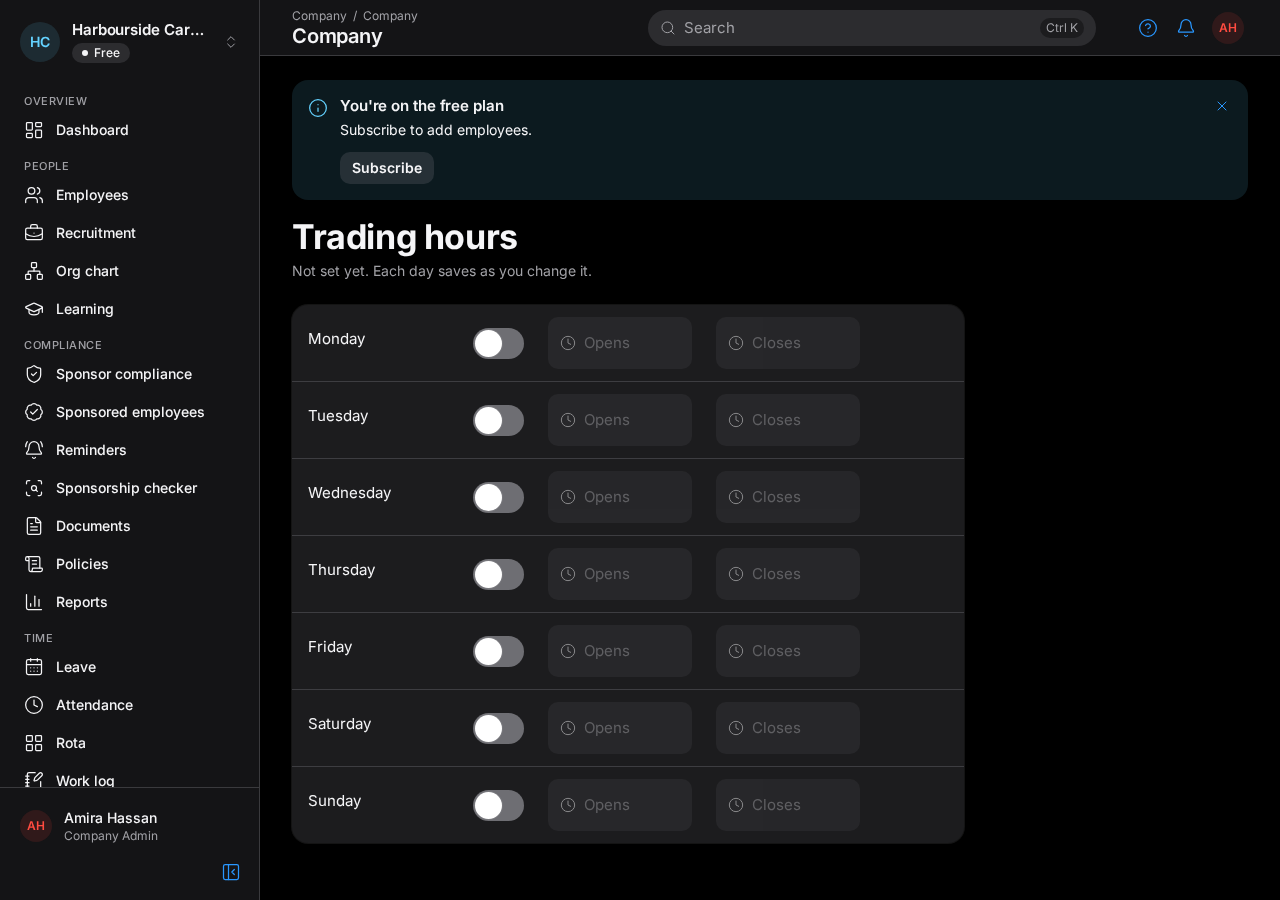 HC
Harbourside Car...
Free
OVERVIEW
Dashboard
PEOPLE
Employees
Recruitment
Org chart
Learning
COMPLIANCE
Sponsor compliance
Sponsored employees
Reminders
Sponsorship checker
Documents
Policies
Reports
TIME
Leave
Attendance
Rota
Work log
AH
Amira Hassan
Company Admin
Company / Company
Company
Search
Ctrl K
AH
You're on the free plan
Subscribe to add employees.
Subscribe
Trading hours
Not set yet. Each day saves as you change it.
Monday Opens Closes
Tuesday Opens Closes
Wednesday Opens Closes
Thursday Opens Closes
Friday Opens Closes
Saturday Opens Closes
Sunday Opens Closes